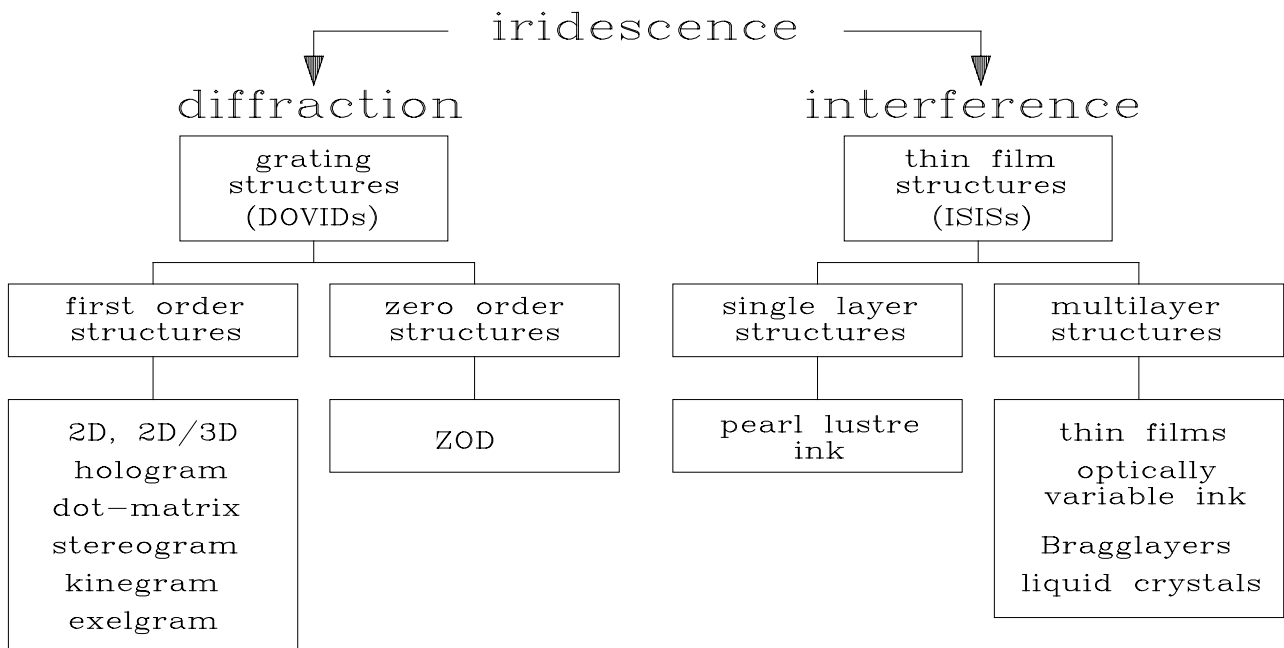 iridescence
diffraction
interference
grating
structures
(DOVIDs)
thin film
structures
(ISISs)
first order
structures
zero order
structures
single layer
structures
multilayer
structures
2D, 2D/3D
hologram
dot-matrix
stereogram
kinegram
exelgram
ZOD
pearl lustre
ink
thin films
optically
variable ink
Bragglayers
liquid crystals